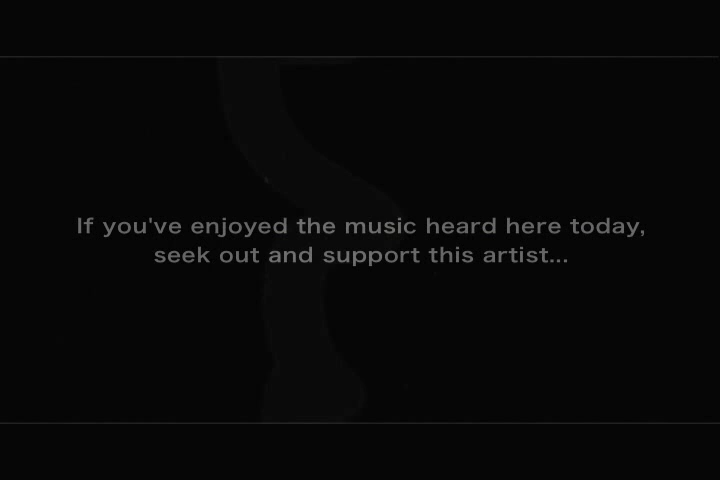 If you've enjoyed the music heard here today,
seek out and support this artist...